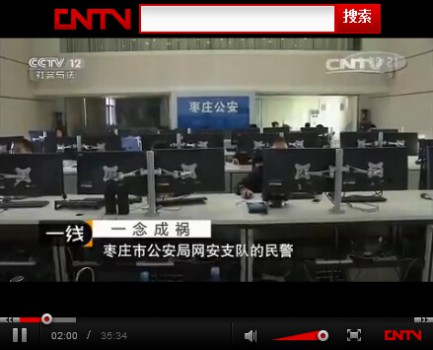 CNTV 搜索
CCTV 12
社会与法
CNTV
枣庄公安
一线
一念成祸
枣庄市公安局网安支队的民警
02:00 / 35:34
CNTV